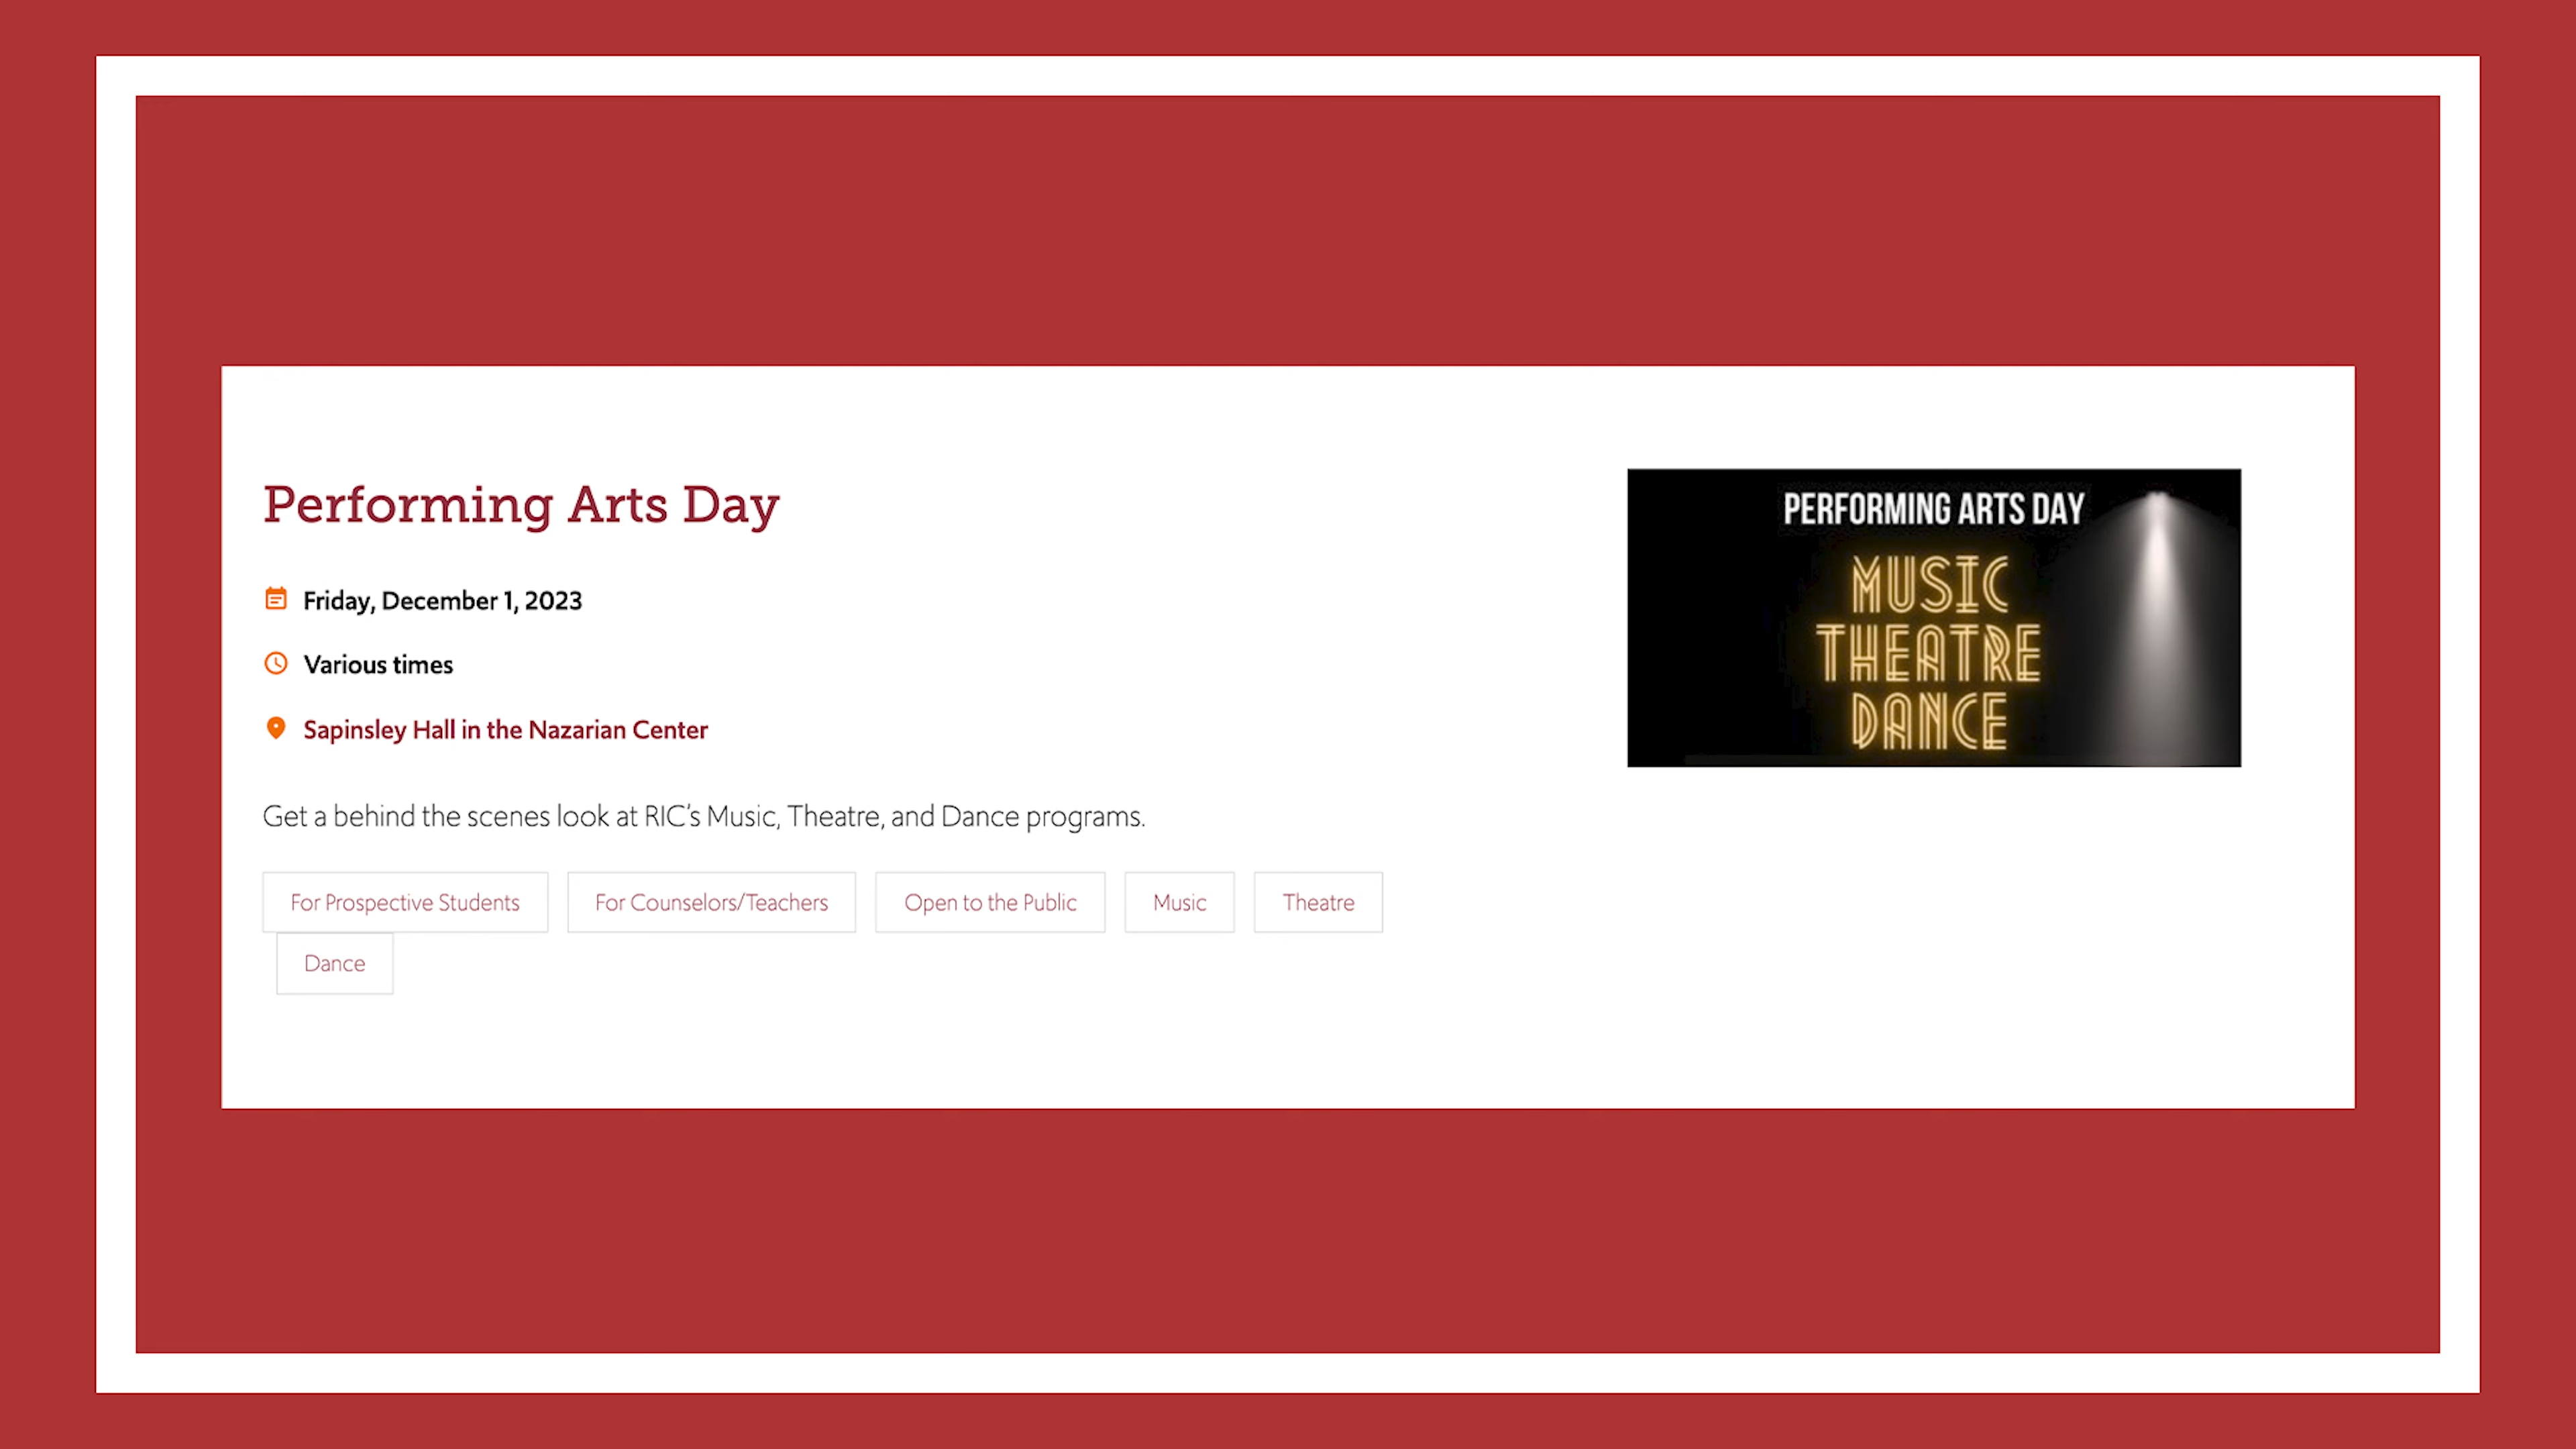 Performing Arts Day
Friday, December 1, 2023
Various times
Sapinsley Hall in the Nazarian Center
Get a behind the scenes look at RIC's Music, Theatre, and Dance programs.
For Prospective Students For Counselors/Teachers Open to the Public Music Theatre
Dance
PERFORMING ARTS DAY
MUSIC
THEATRE
DANCE